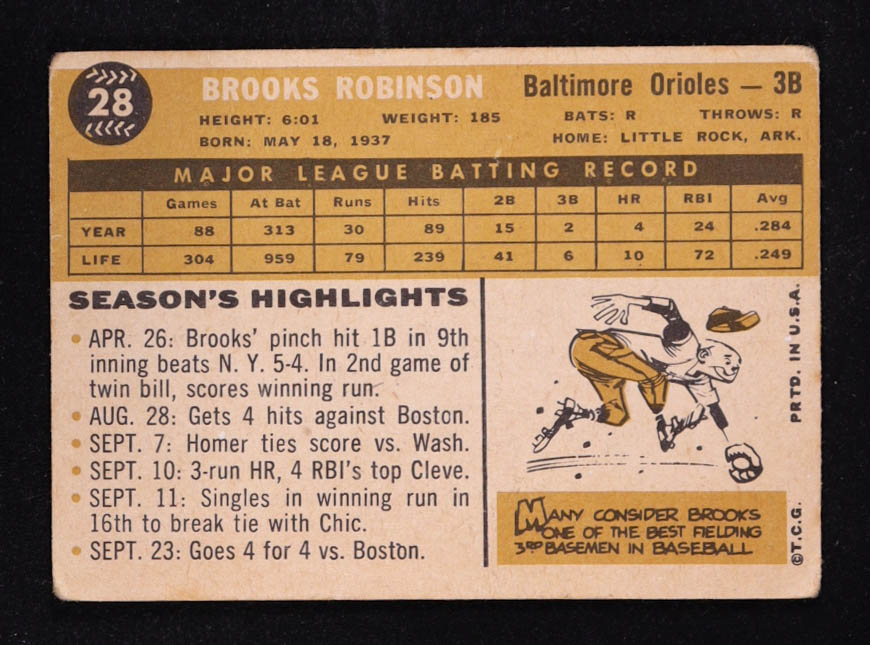 28
BROOKS ROBINSON Baltimore Orioles — 3B
HEIGHT: 6:01 WEIGHT: 185 BATS: R THROWS: R
BORN: MAY 18, 1937 HOME: LITTLE ROCK, ARK.
MAJOR LEAGUE BATTING RECORD
Games At Bat Runs Hits 2B 3B HR RBI Avg
YEAR 88 313 30 89 15 2 4 24 .284
LIFE 304 959 79 239 41 6 10 72 .249
SEASON'S HIGHLIGHTS
• APR. 26: Brooks' pinch hit 1B in 9th
inning beats N. Y. 5-4. In 2nd game of
twin bill, scores winning run.
• AUG. 28: Gets 4 hits against Boston.
• SEPT. 7: Homer ties score vs. Wash.
• SEPT. 10: 3-run HR, 4 RBI's top Cleve.
• SEPT. 11: Singles in winning run in
16th to break tie with Chic.
• SEPT. 23: Goes 4 for 4 vs. Boston.
MANY CONSIDER BROOKS
ONE OF THE BEST FIELDING
3RD BASEMEN IN BASEBALL
©T.C.G. PRTD. IN U.S.A.